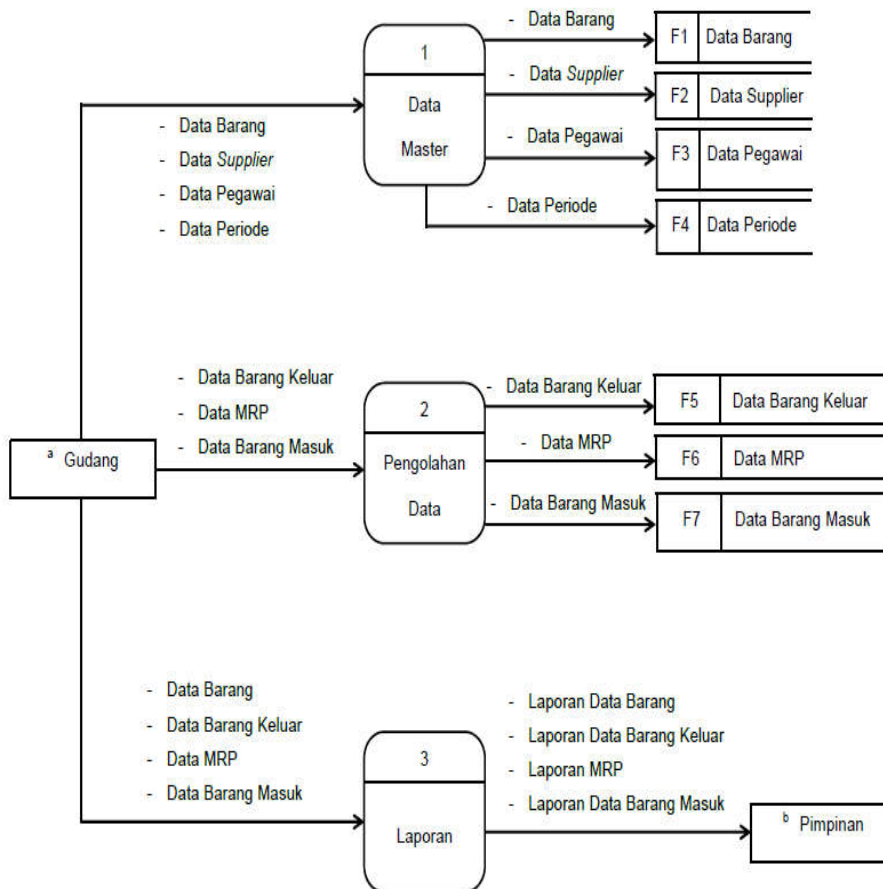 1
Data
Master
- Data Barang
- Data Supplier
- Data Pegawai
- Data Periode
- Data Barang
- Data Supplier
- Data Pegawai
- Data Periode
F1 Data Barang
F2 Data Supplier
F3 Data Pegawai
F4 Data Periode
a Gudang
- Data Barang Keluar
- Data MRP
- Data Barang Masuk
2
Pengolahan
Data
- Data Barang Keluar
- Data MRP
- Data Barang Masuk
F5 Data Barang Keluar
F6 Data MRP
F7 Data Barang Masuk
- Data Barang
- Data Barang Keluar
- Data MRP
- Data Barang Masuk
3
Laporan
- Laporan Data Barang
- Laporan Data Barang Keluar
- Laporan MRP
- Laporan Data Barang Masuk
b Pimpinan